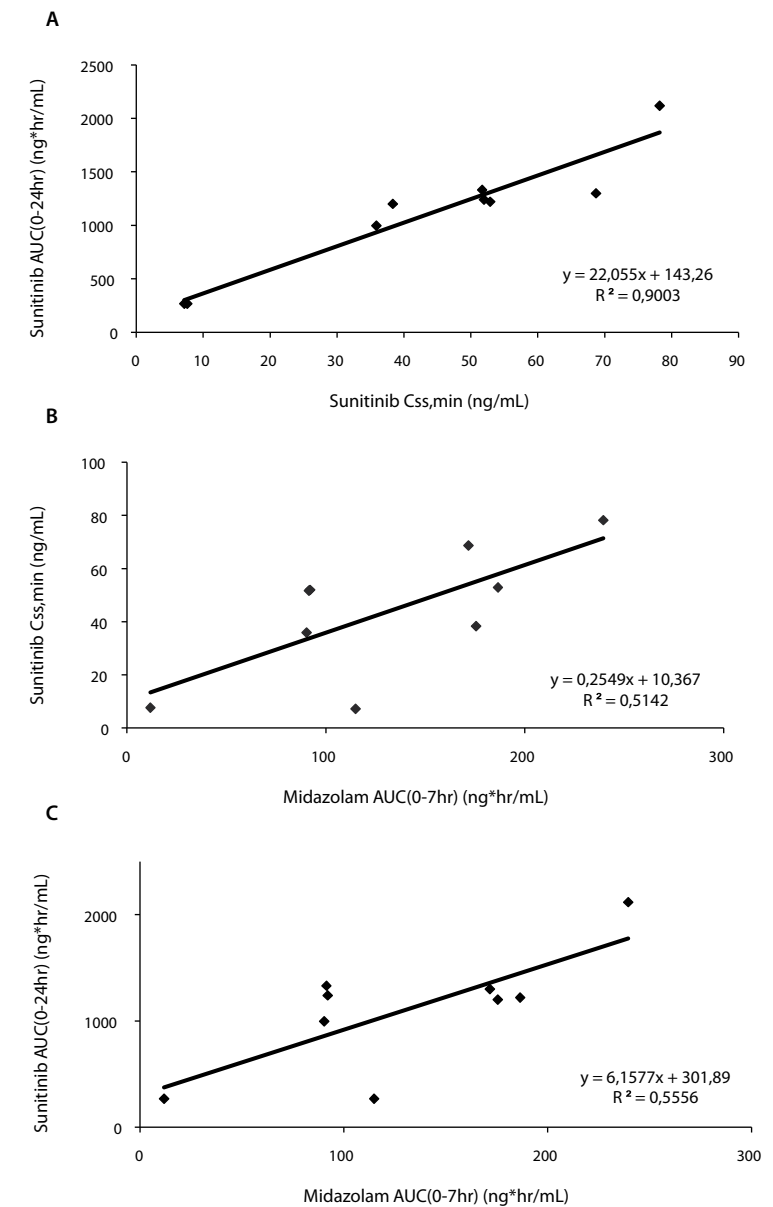 A
Sunitinib AUC(0-24hr) (ng*hr/mL)
2500
2000
1500
1000
500
0
y = 22,055x + 143,26
R ² = 0,9003
0 10 20 30 40 50 60 70 80 90
Sunitinib Css,min (ng/mL)
B
Sunitinib Css,min (ng/mL)
100
80
60
40
20
0
y = 0,2549x + 10,367
R ² = 0,5142
0 100 200 300
Midazolam AUC(0-7hr) (ng*hr/mL)
C
Sunitinib AUC(0-24hr) (ng*hr/mL)
2000
1000
0
y = 6,1577x + 301,89
R ² = 0,5556
0 100 200 300
Midazolam AUC(0-7hr) (ng*hr/mL)